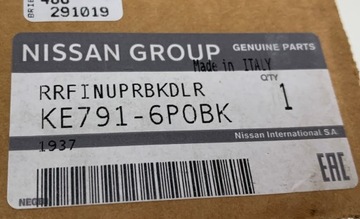 291019
NISSAN GROUP GENUINE PARTS
Made in ITALY
RRFINUPRBKDLR QTY
KE791-6P0BK 1
Nissan International S.A
1937
EAC